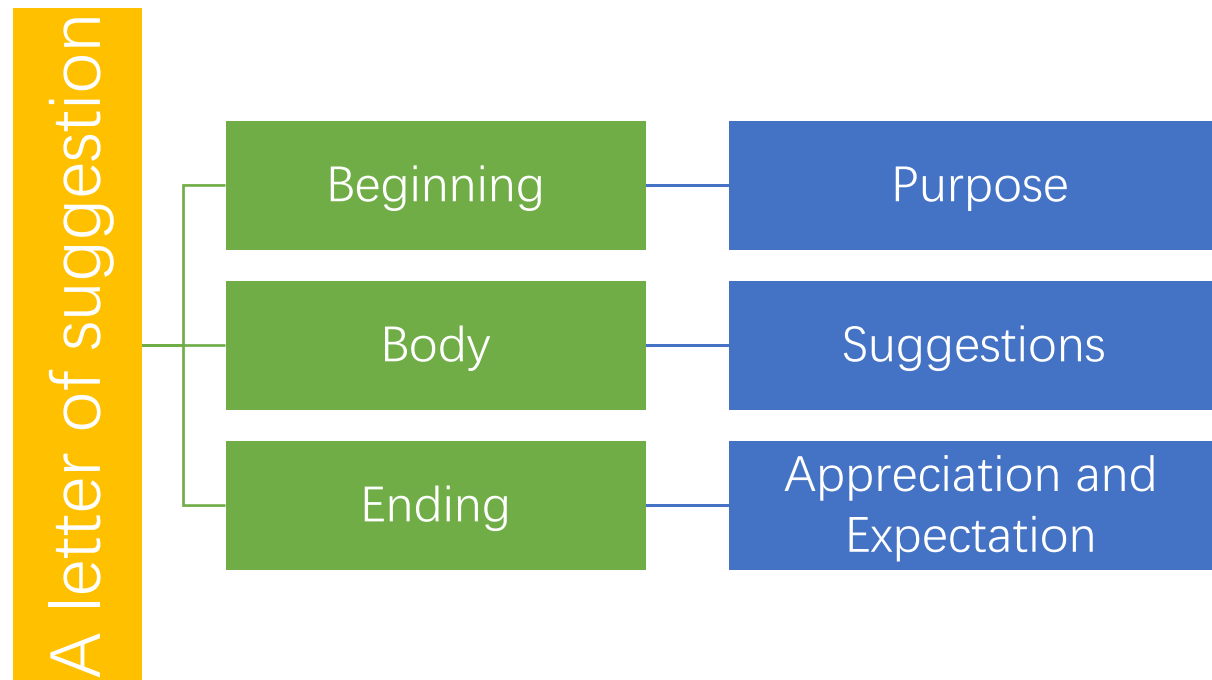 A letter of suggestion
Beginning
Purpose
Body
Suggestions
Ending
Appreciation and
Expectation